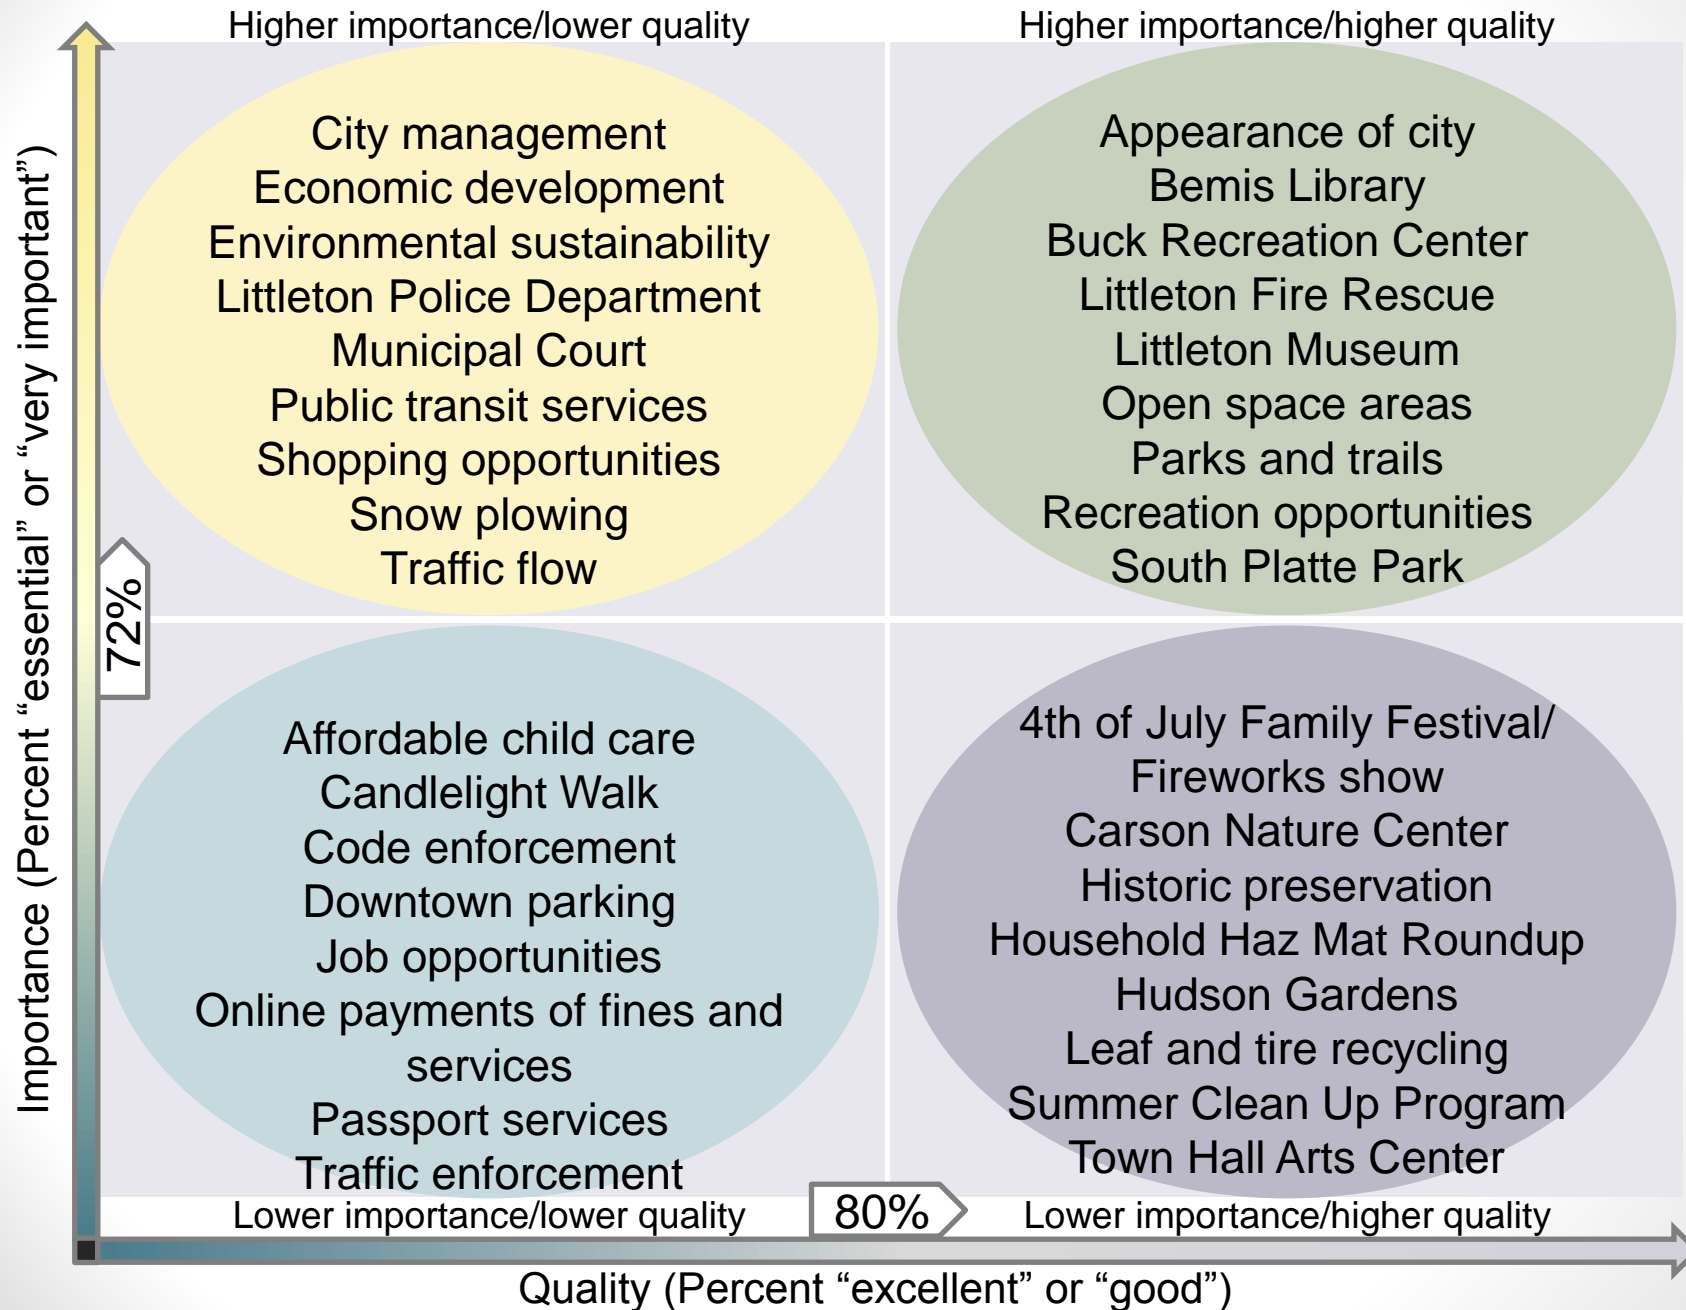 Higher importance/lower quality
Higher importance/higher quality
Importance (Percent “essential” or “very important”)
City management
Economic development
Environmental sustainability
Littleton Police Department
Municipal Court
Public transit services
Shopping opportunities
Snow plowing
Traffic flow
Appearance of city
Bemis Library
Buck Recreation Center
Littleton Fire Rescue
Littleton Museum
Open space areas
Parks and trails
Recreation opportunities
South Platte Park
72%
Affordable child care
Candlelight Walk
Code enforcement
Downtown parking
Job opportunities
Online payments of fines and
services
Passport services
Traffic enforcement
4th of July Family Festival/
Fireworks show
Carson Nature Center
Historic preservation
Household Haz Mat Roundup
Hudson Gardens
Leaf and tire recycling
Summer Clean Up Program
Town Hall Arts Center
Lower importance/lower quality
80%
Lower importance/higher quality
Quality (Percent “excellent” or “good”)